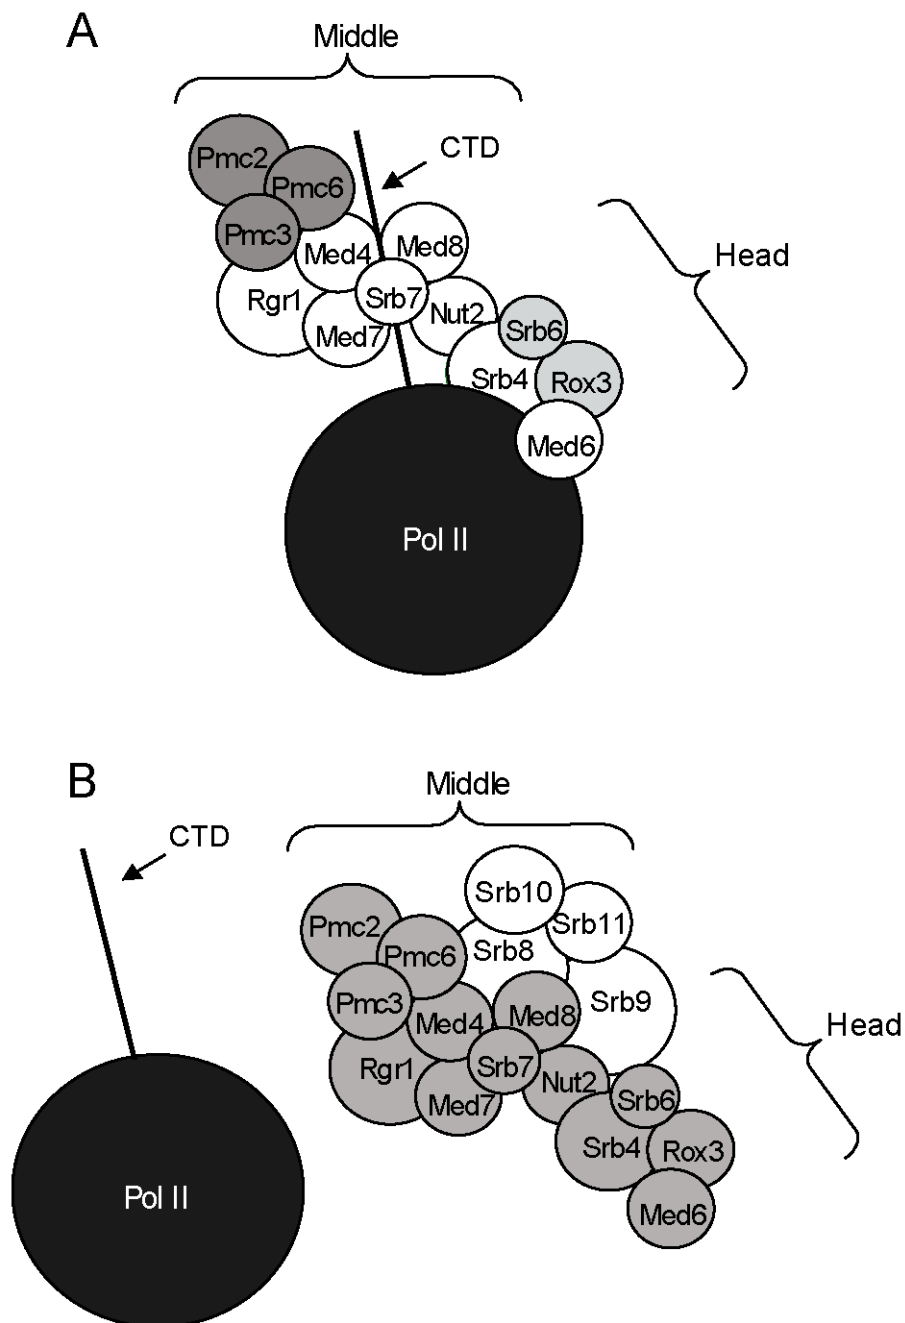 A
Middle
CTD
Pmc2
Pmc6
Pmc3
Med4
Med8
Head
Rgr1
Srb7
Nut2
Med7
Srb6
Srb4
Rox3
Med6
Pol II
B
Middle
CTD
Srb10
Srb11
Pmc2
Srb8
Pmc6
Pmc3
Srb9
Med4
Med8
Head
Rgr1
Srb7
Nut2
Med7
Srb6
Srb4
Rox3
Pol II
Med6